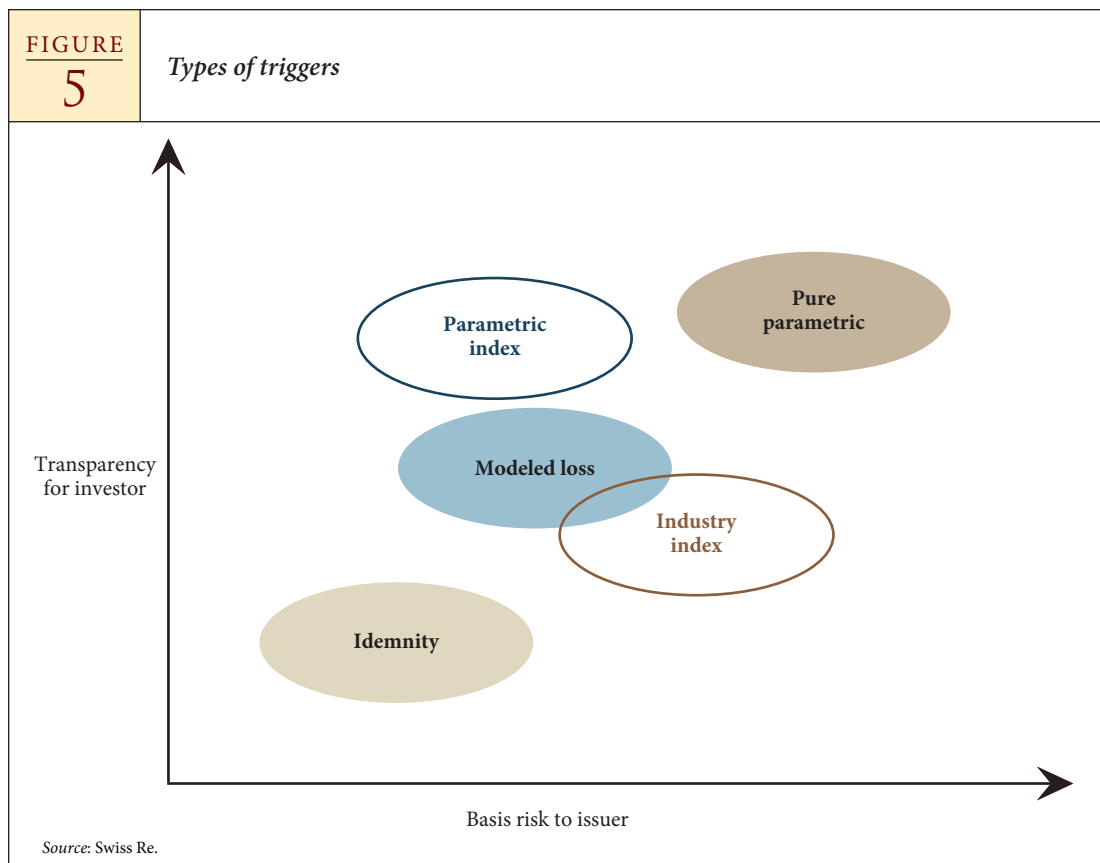 FIGURE
5
Types of triggers
Parametric
index
Pure
parametric
Transparency
for investor
Modeled loss
Industry
index
Idemnity
Basis risk to issuer
Source: Swiss Re.